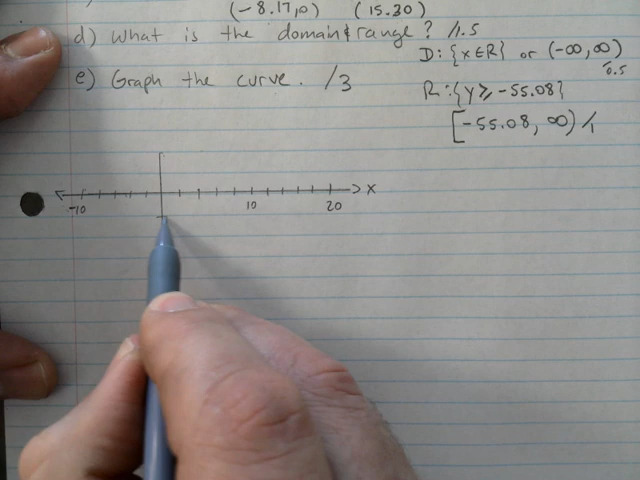 (-8.17,0) (15.30)
d) What is the domain & range? /1.5
D: {x∈R} or (-∞,∞)
/0.5
e) Graph the curve. /3
R: {y≥-55.08}
[-55.08, ∞) /1
x
-10 10 20